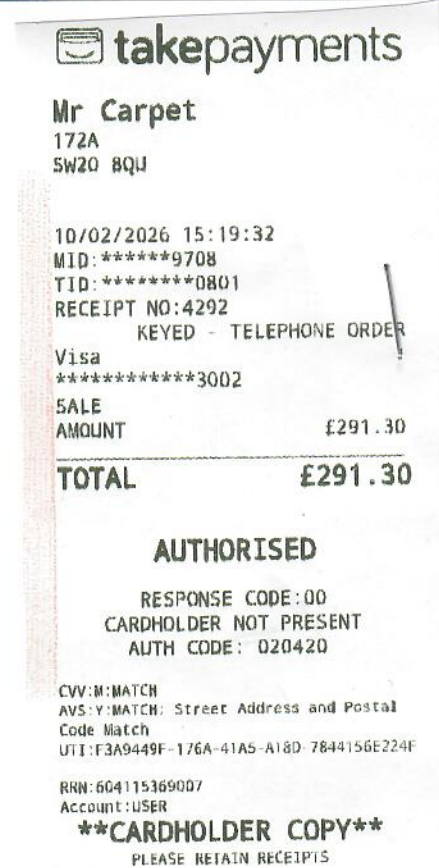 takepayments
Mr Carpet
172A
SW20 8QU
10/02/2026 15:19:32
MID:******9708
TID:********0801
RECEIPT NO:4292
KEYED - TELEPHONE ORDER
Visa
************3002
SALE
AMOUNT £291.30
TOTAL £291.30
AUTHORISED
RESPONSE CODE:00
CARDHOLDER NOT PRESENT
AUTH CODE: 020420
CVV:M:MATCH
AVS:Y:MATCH: Street Address and Postal
Code Match
UTI:F3A9449F-176A-41A5-A18D-7844156E224F
RRN:604115369007
Account:USER
**CARDHOLDER COPY**
PLEASE RETAIN RECEIPTS